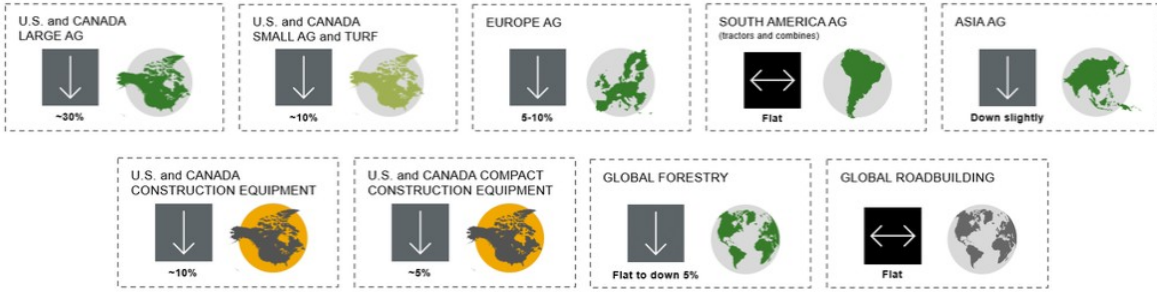 U.S. and CANADA
LARGE AG
~30%
U.S. and CANADA
SMALL AG and TURF
~10%
EUROPE AG
5-10%
SOUTH AMERICA AG
(tractors and combines)
Flat
ASIA AG
Down slightly
U.S. and CANADA
CONSTRUCTION EQUIPMENT
~10%
U.S. and CANADA COMPACT
CONSTRUCTION EQUIPMENT
~5%
GLOBAL FORESTRY
Flat to down 5%
GLOBAL ROADBUILDING
Flat